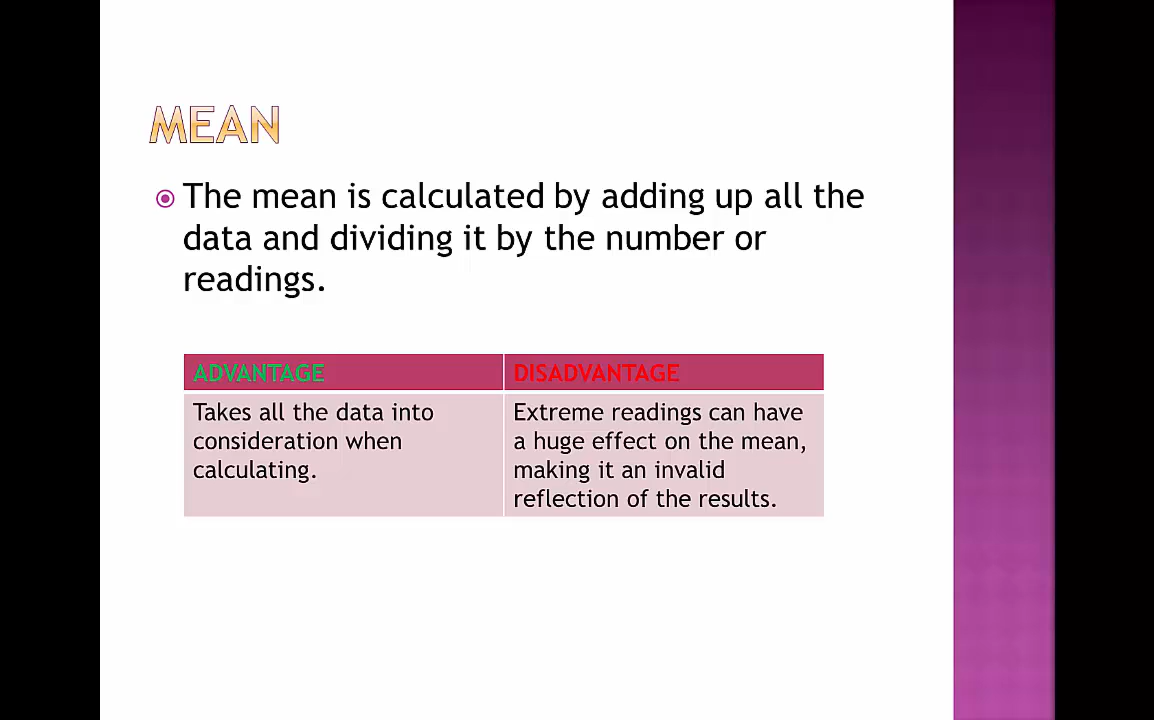 MEAN
The mean is calculated by adding up all the
data and dividing it by the number or
readings.
ADVANTAGE
DISADVANTAGE
Takes all the data into
consideration when
calculating.
Extreme readings can have
a huge effect on the mean,
making it an invalid
reflection of the results.